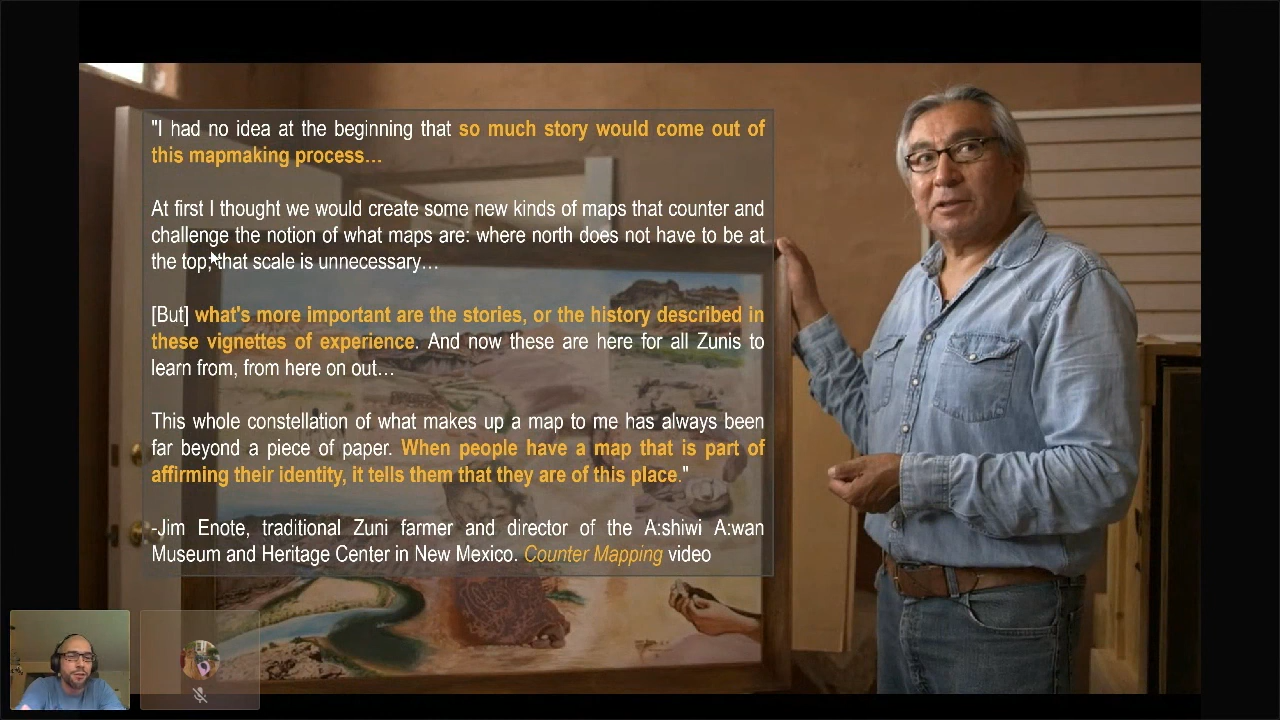 "I had no idea at the beginning that so much story would come out of
this mapmaking process…
At first I thought we would create some new kinds of maps that counter and
challenge the notion of what maps are: where north does not have to be at
the top; that scale is unnecessary…
[But] what's more important are the stories, or the history described in
these vignettes of experience. And now these are here for all Zunis to
learn from, from here on out…
This whole constellation of what makes up a map to me has always been
far beyond a piece of paper. When people have a map that is part of
affirming their identity, it tells them that they are of this place."
-Jim Enote, traditional Zuni farmer and director of the A:shiwi A:wan
Museum and Heritage Center in New Mexico. Counter Mapping video